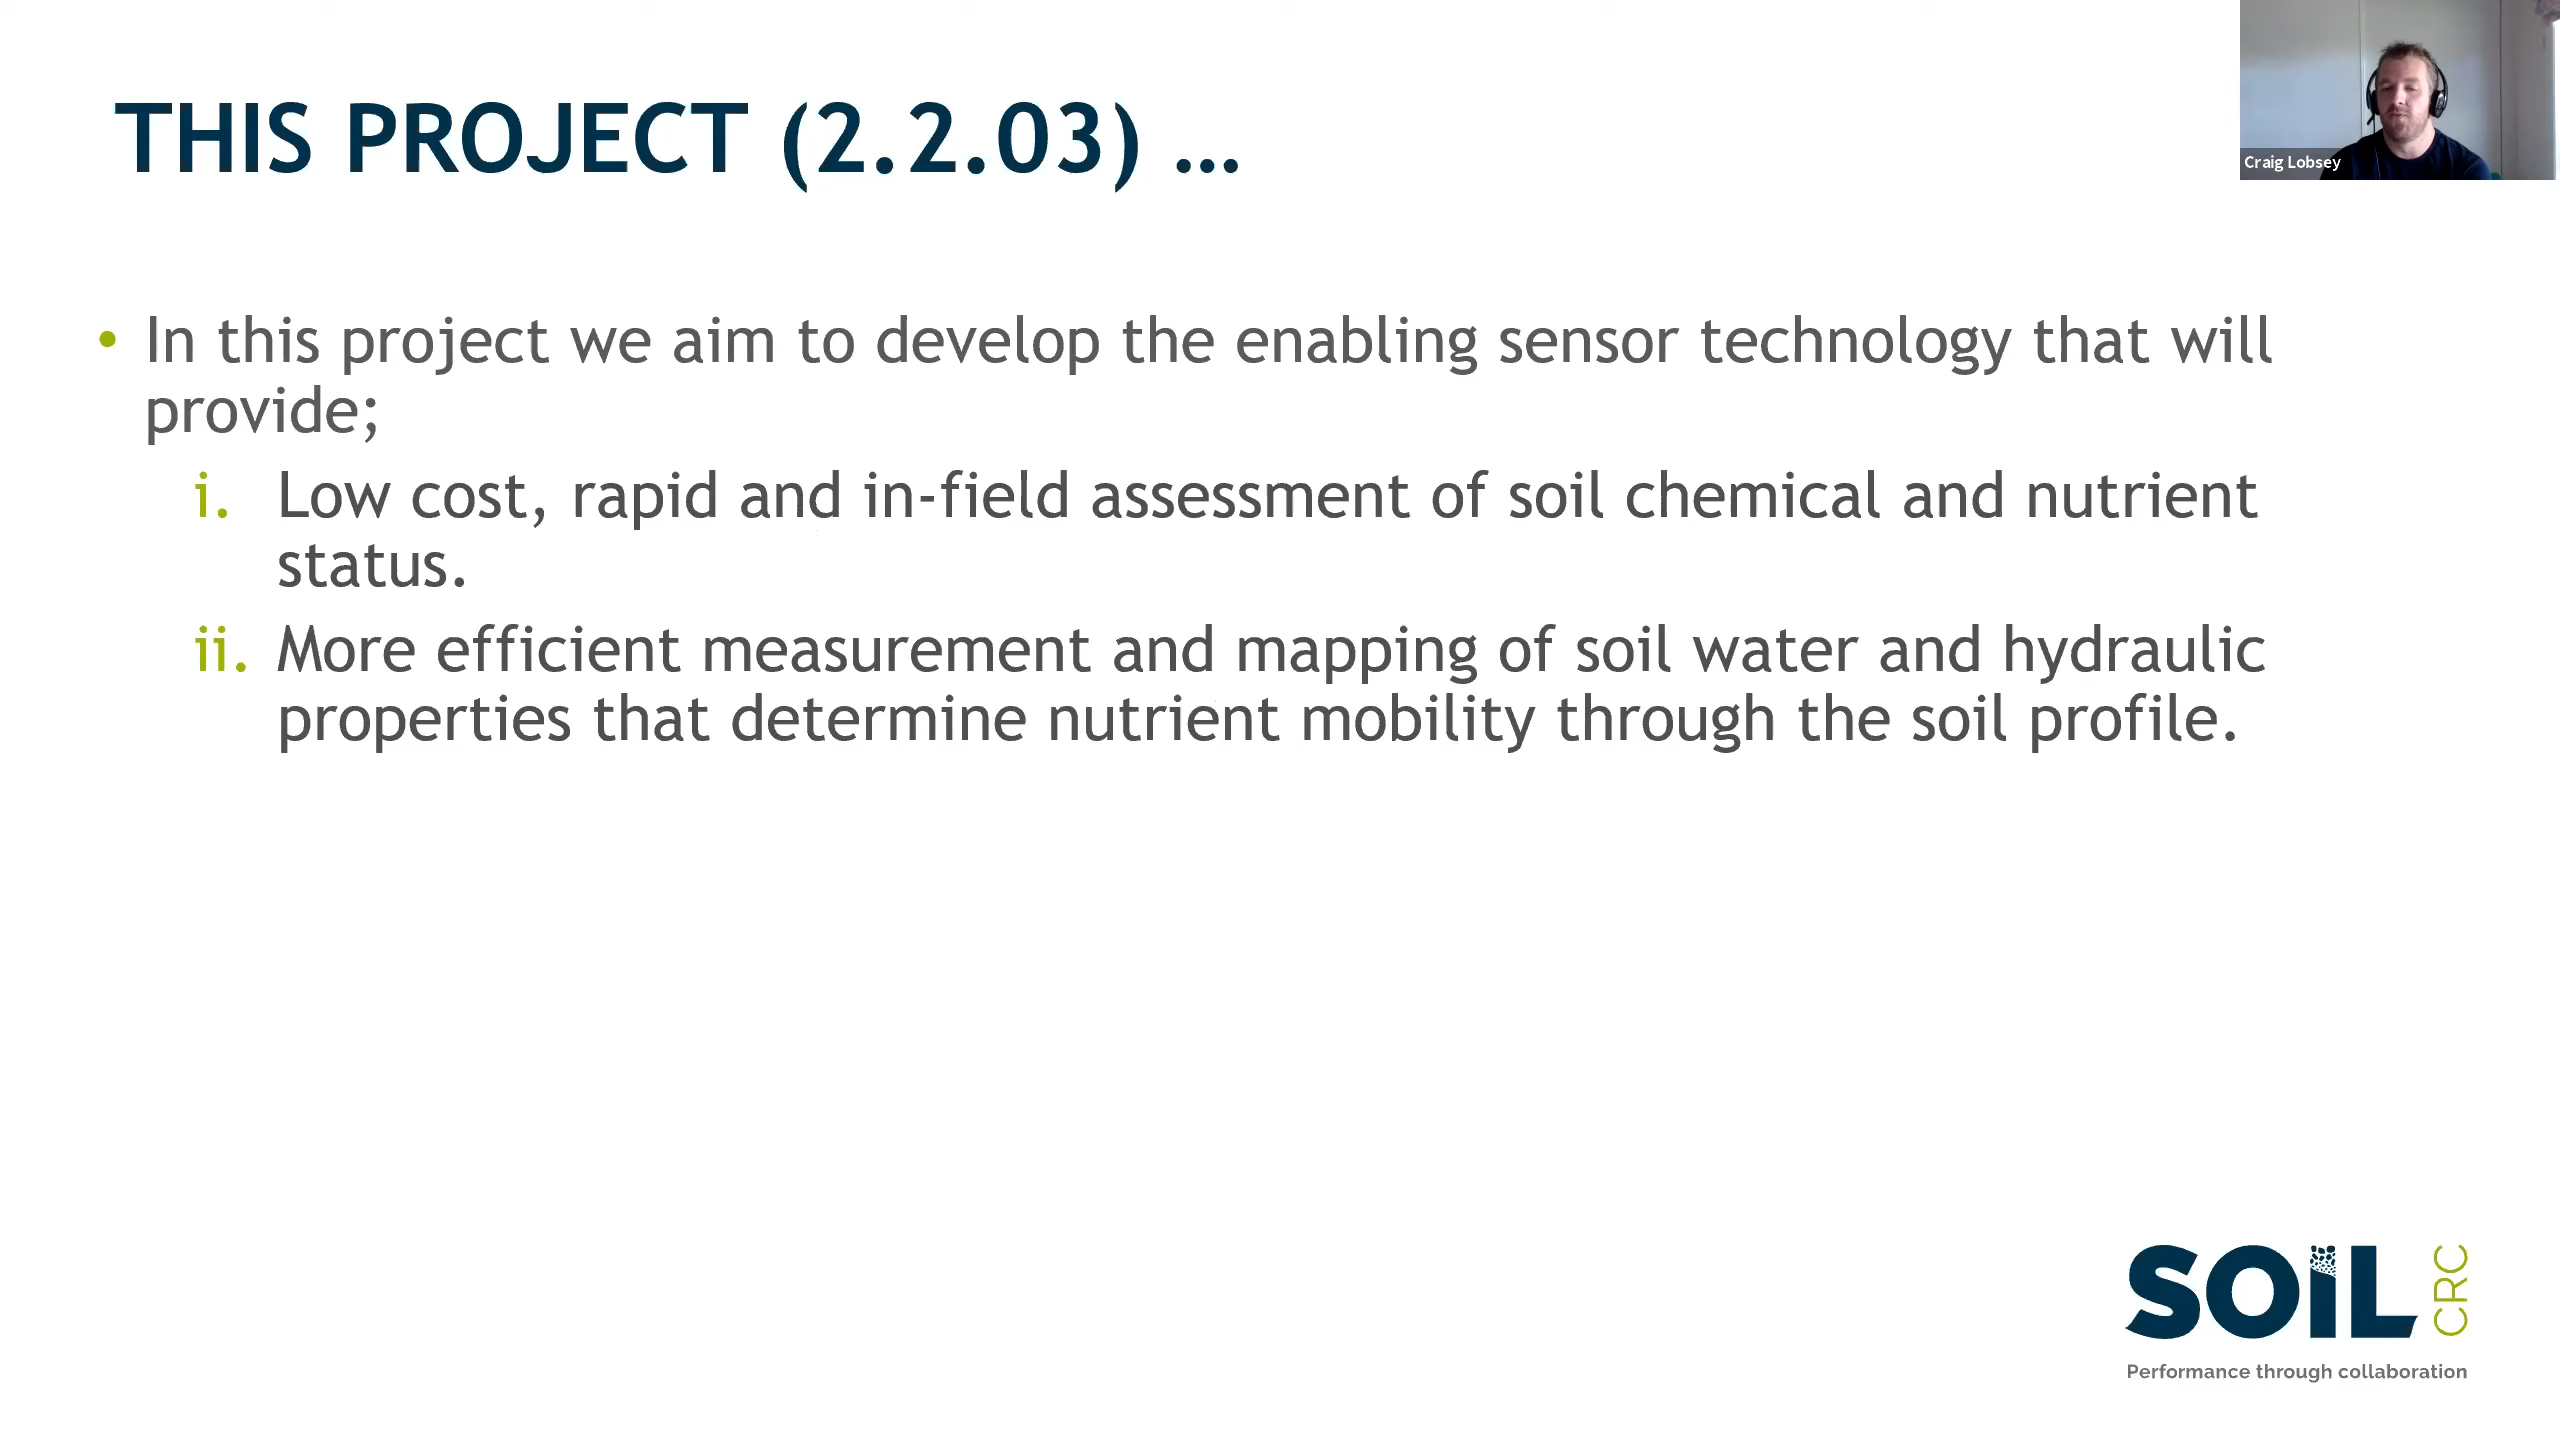 THIS PROJECT (2.2.03) ...
Craig Lobsey
• In this project we aim to develop the enabling sensor technology that will
provide;
i. Low cost, rapid and in-field assessment of soil chemical and nutrient
status.
ii. More efficient measurement and mapping of soil water and hydraulic
properties that determine nutrient mobility through the soil profile.
SOiL CRC
Performance through collaboration